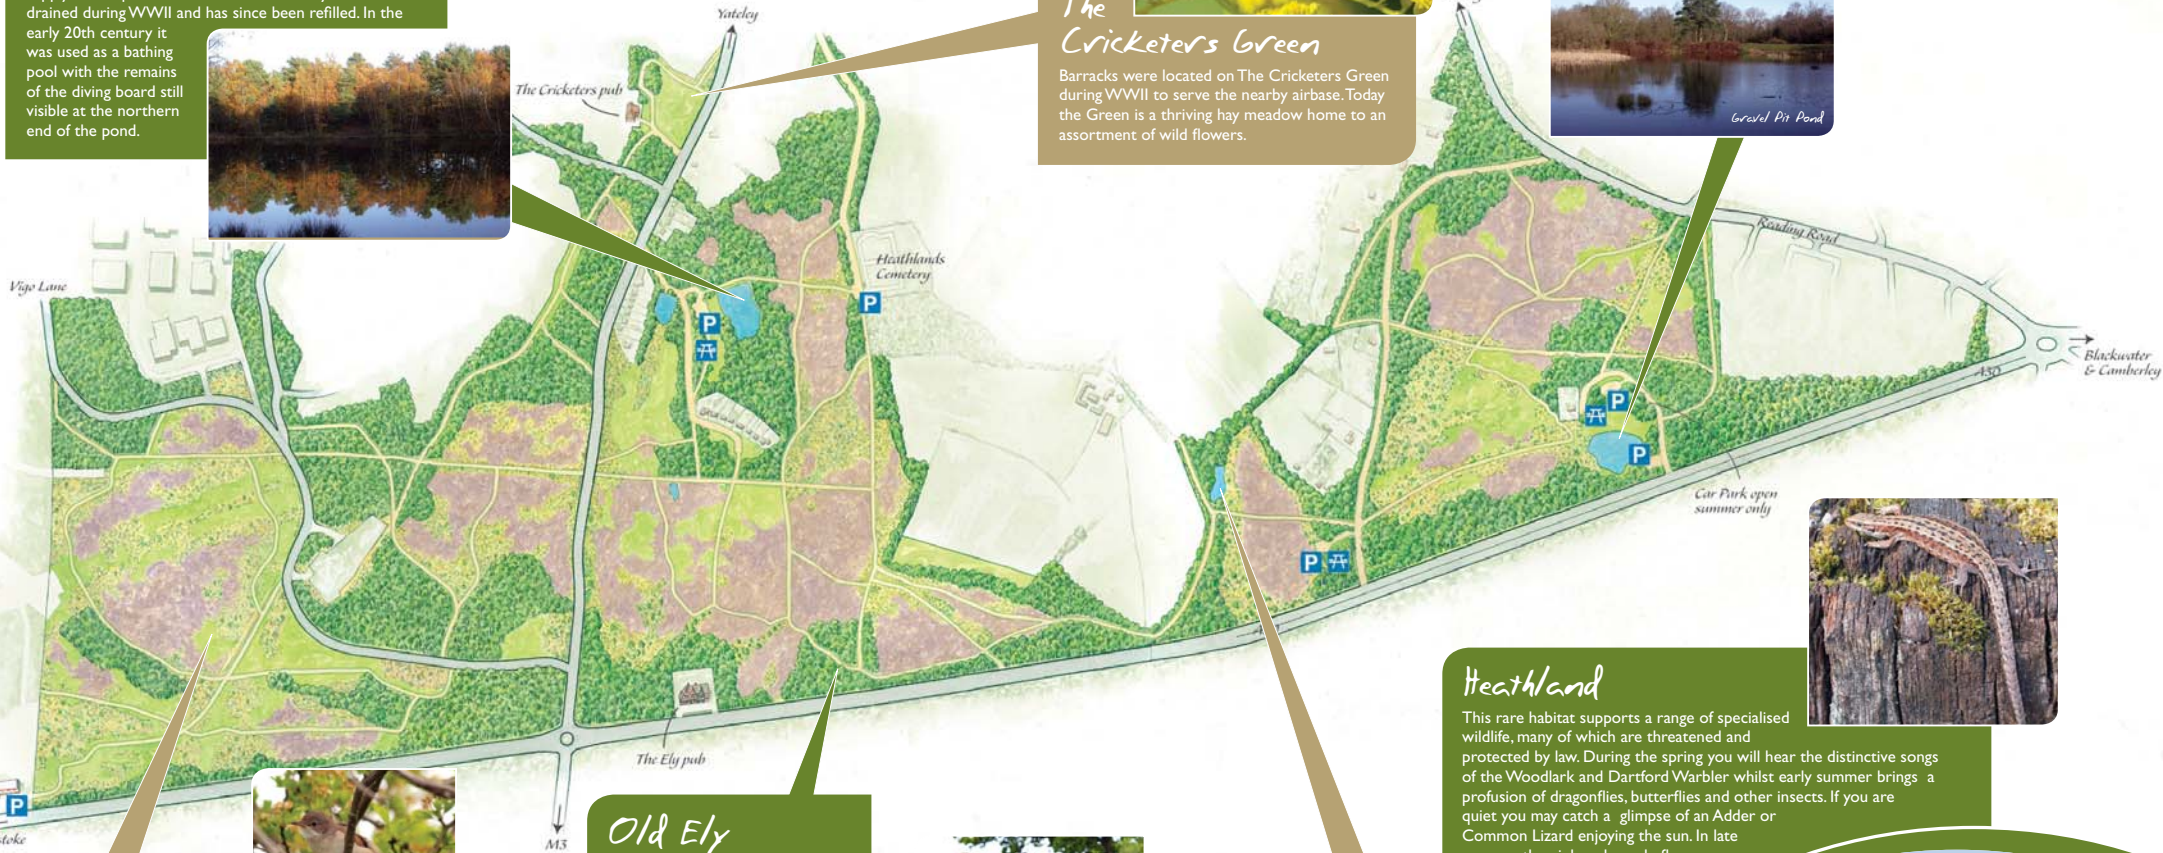 drained during WWII and has since been refilled. In the
early 20th century it
was used as a bathing
pool with the remains
of the diving board still
visible at the northern
end of the pond.
Yateley
The Cricketers pub
The
Cricketers Green
Barracks were located on The Cricketers Green
during WWII to serve the nearby airbase. Today
the Green is a thriving hay meadow home to an
assortment of wild flowers.
Gravel Pit Pond
Vigo Lane
Heathlands
Cemetery
P
P
Reading Road
Blackwater
& Camberley
A30
P
P
Car Park open
summer only
P
The Ely pub
P
M3
Old Ely
Heathland
This rare habitat supports a range of specialised
wildlife, many of which are threatened and
protected by law. During the spring you will hear the distinctive songs
of the Woodlark and Dartford Warbler whilst early summer brings a
profusion of dragonflies, butterflies and other insects. If you are
quiet you may catch a glimpse of an Adder or
Common Lizard enjoying the sun. In late